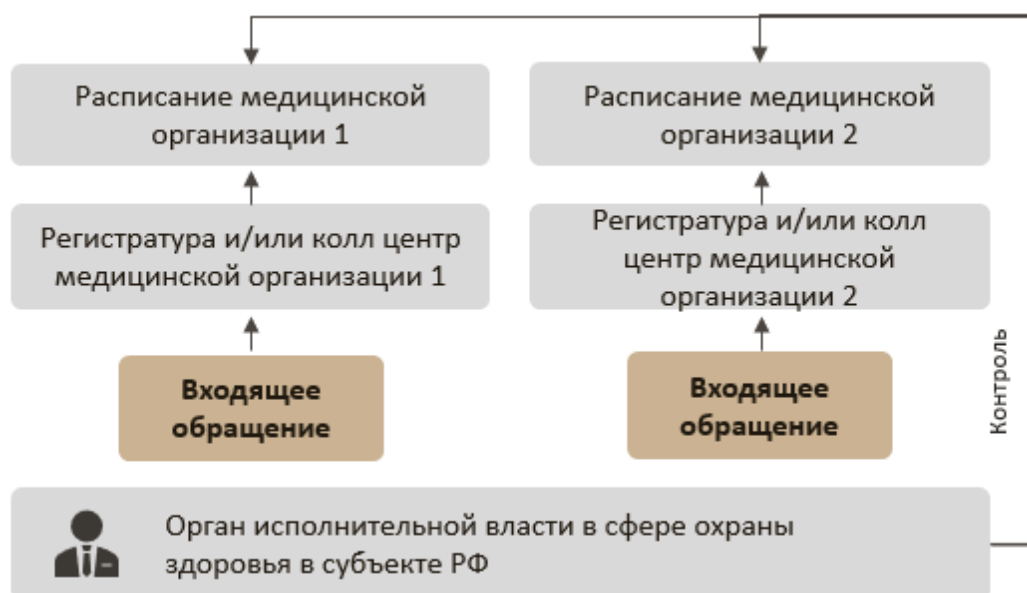 Расписание медицинской
организации 1
Расписание медицинской
организации 2
Регистратура и/или колл центр
медицинской организации 1
Регистратура и/или колл
центр медицинской
организации 2
Входящее
обращение
Входящее
обращение
Контроль
Орган исполнительной власти в сфере охраны
здоровья в субъекте РФ